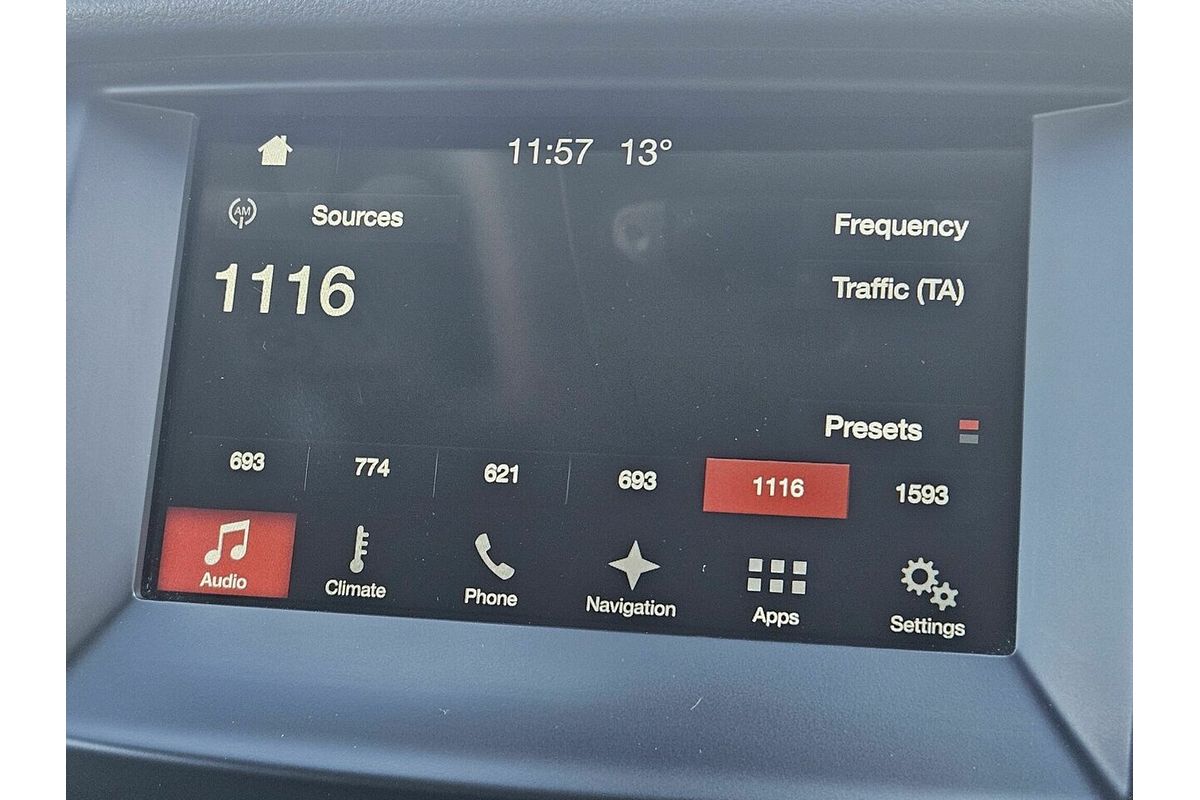 11:57 13°
AM Sources
Frequency
1116
Traffic (TA)
Presets
693 774 621 693 1116 1593
Audio Climate Phone Navigation Apps Settings